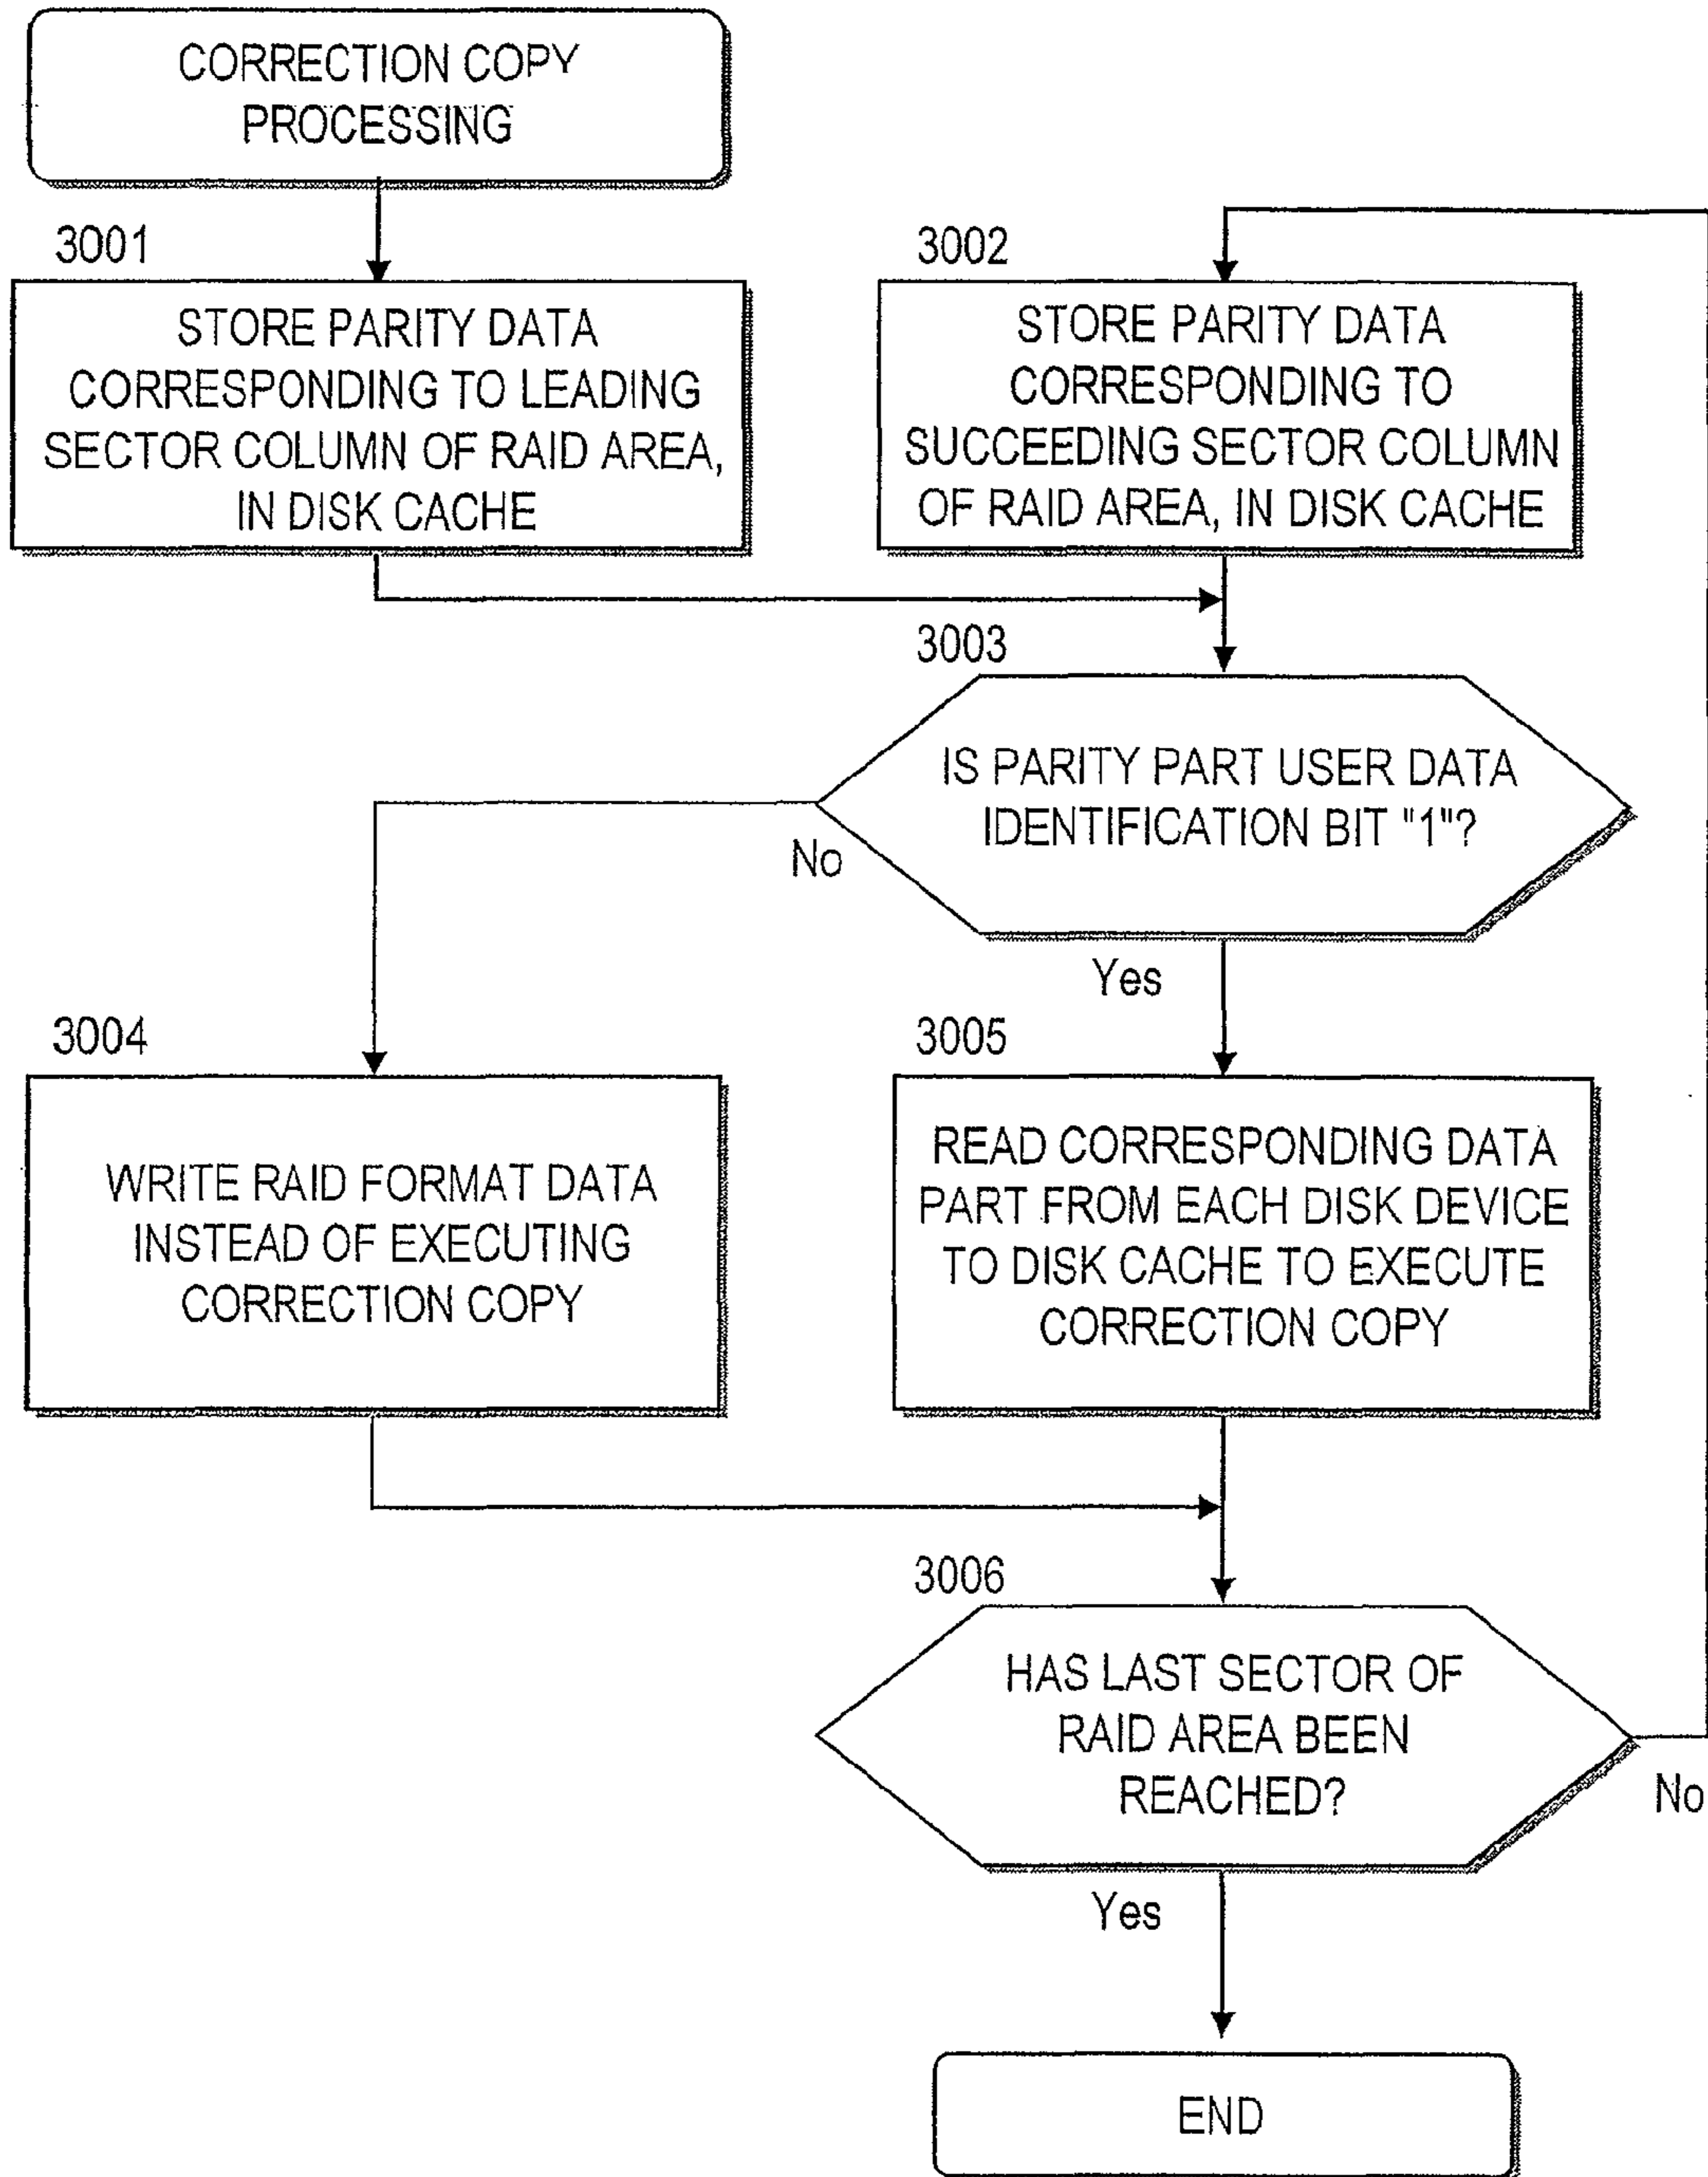 CORRECTION COPY
PROCESSING
3001
STORE PARITY DATA
CORRESPONDING TO LEADING
SECTOR COLUMN OF RAID AREA,
IN DISK CACHE
3002
STORE PARITY DATA
CORRESPONDING TO
SUCCEEDING SECTOR COLUMN
OF RAID AREA, IN DISK CACHE
3003
IS PARITY PART USER DATA
IDENTIFICATION BIT "1"?
No
Yes
3004
WRITE RAID FORMAT DATA
INSTEAD OF EXECUTING
CORRECTION COPY
3005
READ CORRESPONDING DATA
PART FROM EACH DISK DEVICE
TO DISK CACHE TO EXECUTE
CORRECTION COPY
3006
HAS LAST SECTOR OF
RAID AREA BEEN
REACHED?
No
Yes
END